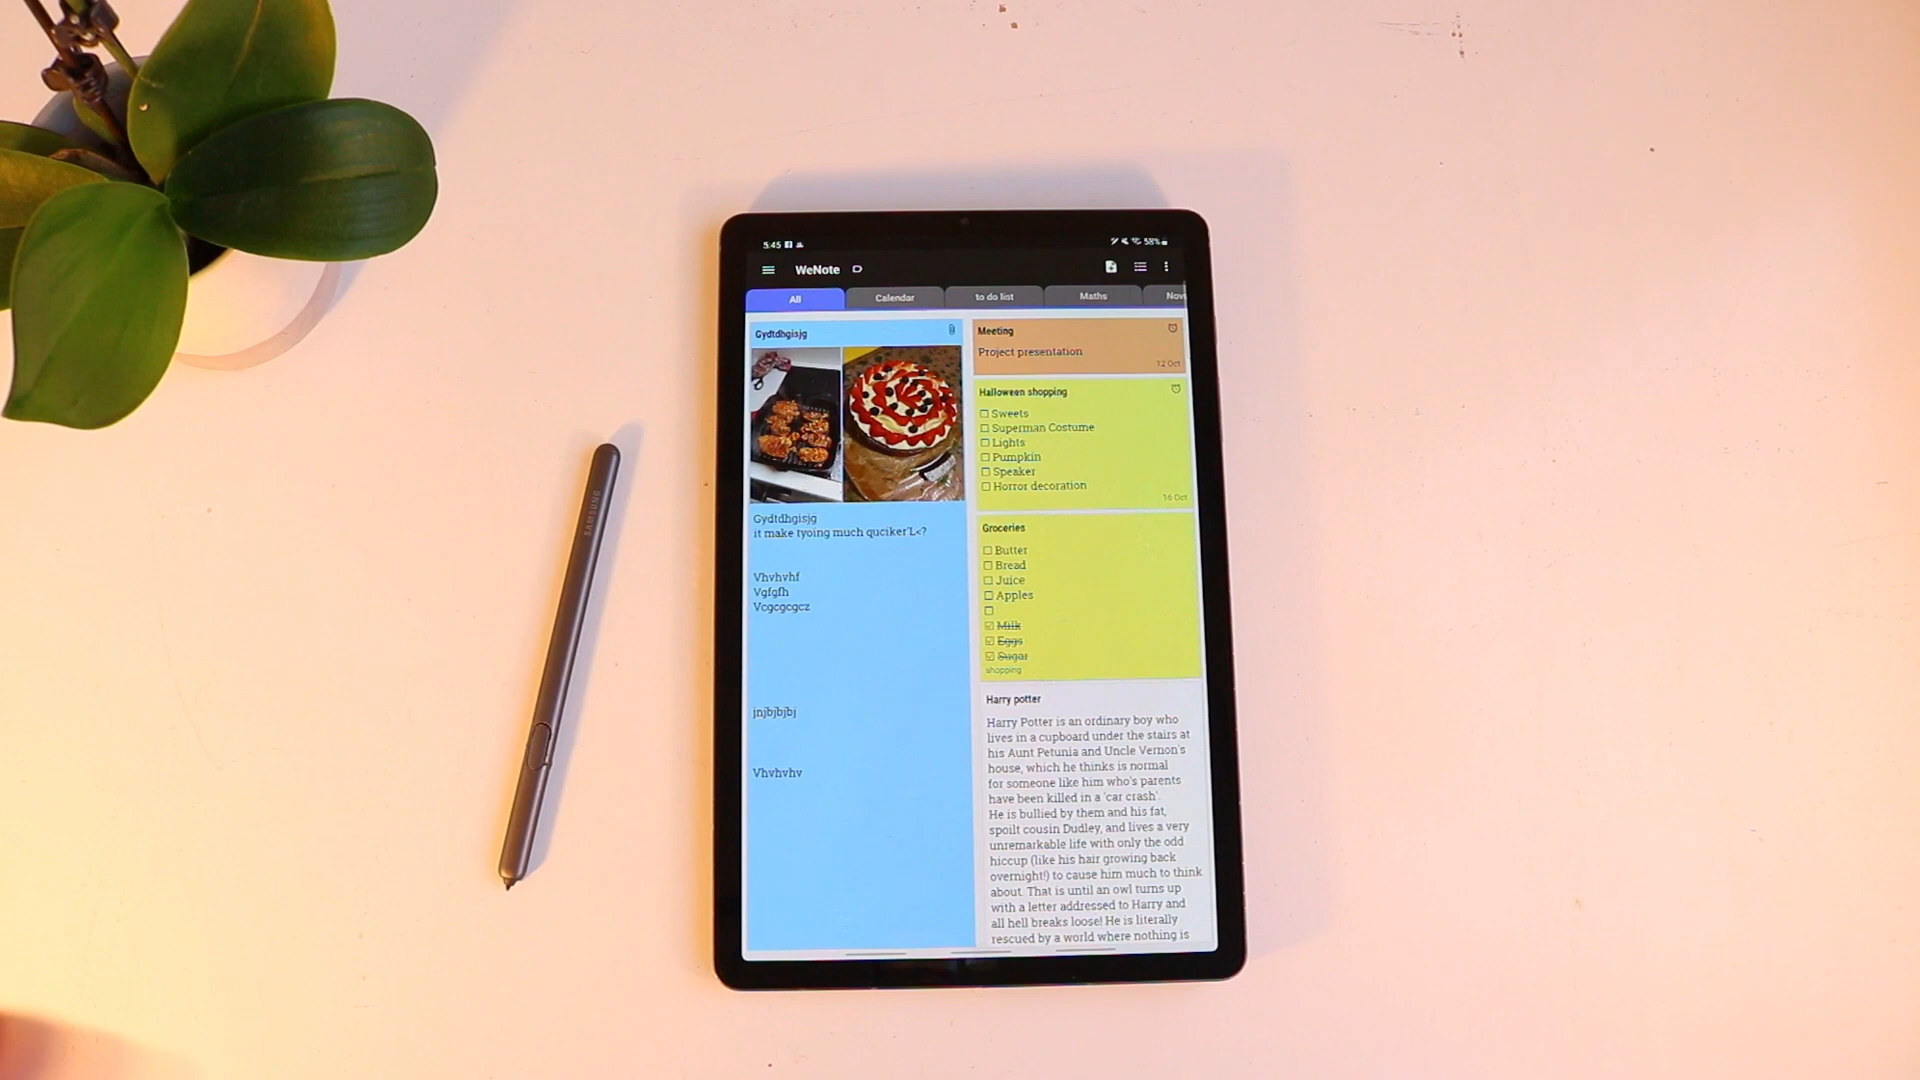 5:45
58%
WeNote
All
Calendar
to do list
Maths
Gydtdhgisjg
Gydtdhgisjg
it make tyoing much quciker'L<?
Vhvhvhf
Vgfgfh
Vcgcgcgcz
jnjbjbjbj
Vhvhvhv
Meeting
Project presentation
12 Oct
Halloween shopping
Sweets
Superman Costume
Lights
Pumpkin
Speaker
Horror decoration
16 Oct
Groceries
Butter
Bread
Juice
Apples
Milk
Eggs
Sugar
shopping
Harry potter
Harry Potter is an ordinary boy who
lives in a cupboard under the stairs at
his Aunt Petunia and Uncle Vernon's
house, which he thinks is normal
for someone like him who's parents
have been killed in a 'car crash'.
He is bullied by them and his fat,
spoilt cousin Dudley, and lives a very
unremarkable life with only the odd
hiccup (like his hair growing back
overnight!) to cause him much to think
about. That is until an owl turns up
with a letter addressed to Harry and
all hell breaks loose! He is literally
rescued by a world where nothing is
SAMSUNG